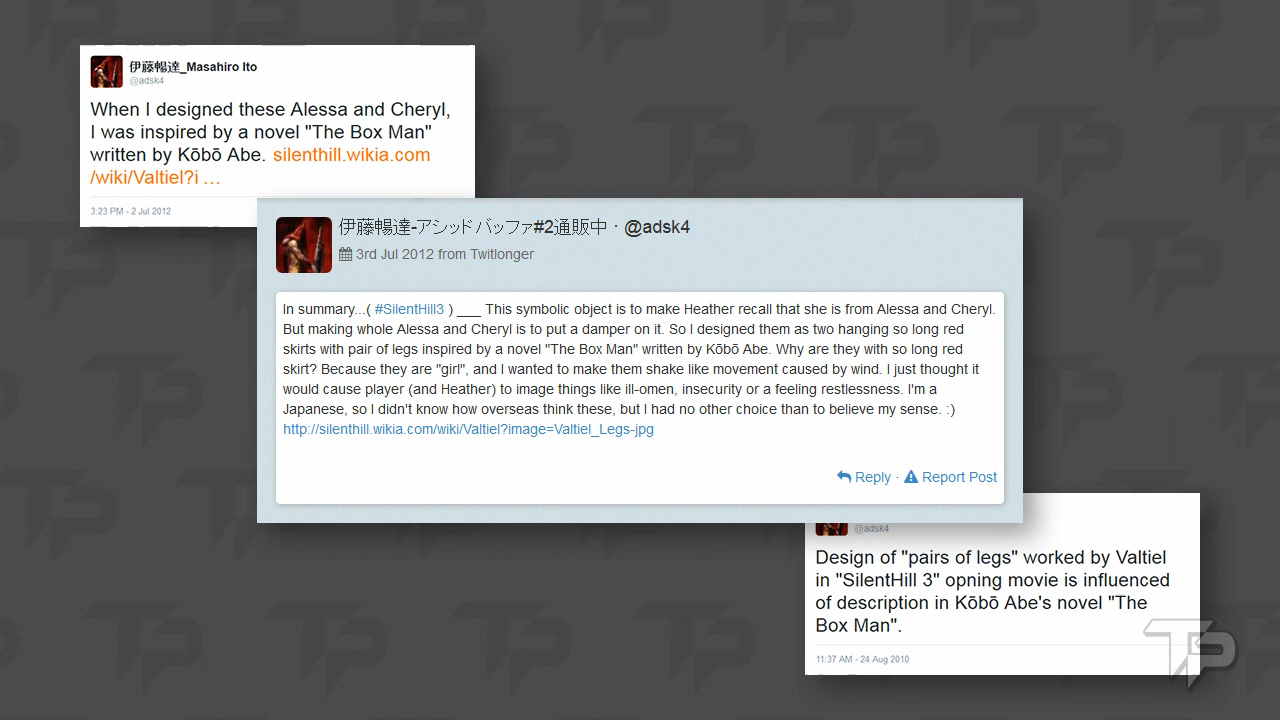 伊藤暢達_Masahiro Ito
@adsk4
When I designed these Alessa and Cheryl,
I was inspired by a novel "The Box Man"
written by Kōbō Abe. silenthill.wikia.com
/wiki/Valtiel?i …
3:23 PM - 2 Jul 2012
伊藤暢達-アシッドバッファ#2通販中 · @adsk4
3rd Jul 2012 from Twitlonger
In summary...( #SilentHill3 ) ___ This symbolic object is to make Heather recall that she is from Alessa and Cheryl.
But making whole Alessa and Cheryl is to put a damper on it. So I designed them as two hanging so long red
skirts with pair of legs inspired by a novel "The Box Man" written by Kōbō Abe. Why are they with so long red
skirt? Because they are "girl", and I wanted to make them shake like movement caused by wind. I just thought it
would cause player (and Heather) to image things like ill-omen, insecurity or a feeling restlessness. I'm a
Japanese, so I didn't know how overseas think these, but I had no other choice than to believe my sense. :)
http://silenthill.wikia.com/wiki/Valtiel?image=Valtiel_Legs-jpg
Reply · Report Post
@adsk4
Design of "pairs of legs" worked by Valtiel
in "SilentHill 3" opning movie is influenced
of description in Kōbō Abe's novel "The
Box Man".
11:37 AM - 24 Aug 2010
TP